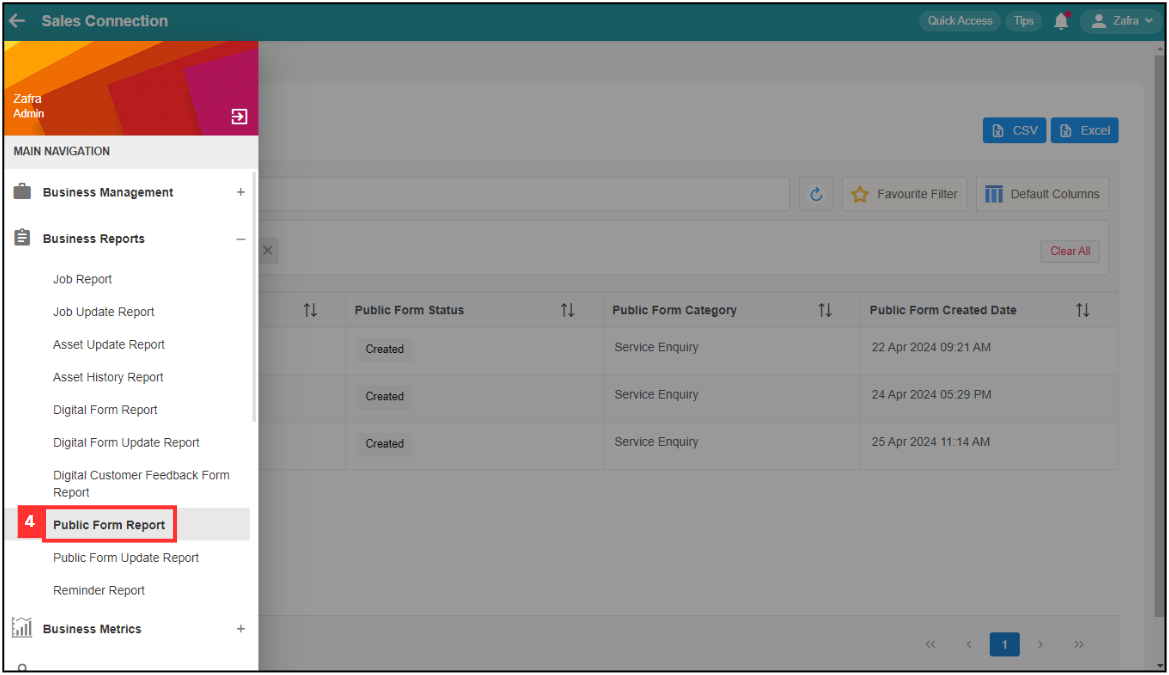 Sales Connection
Quick Access
Tips
Zafra
Zafra
Admin
MAIN NAVIGATION
Business Management
+
Business Reports
–
Job Report
Job Update Report
Asset Update Report
Asset History Report
Digital Form Report
Digital Form Update Report
Digital Customer Feedback Form
Report
4 Public Form Report
Public Form Update Report
Reminder Report
Business Metrics
+
CSV
Excel
Favourite Filter
Default Columns
Clear All
Public Form Status
Public Form Category
Public Form Created Date
Created
Service Enquiry
22 Apr 2024 09:21 AM
Created
Service Enquiry
24 Apr 2024 05:29 PM
Created
Service Enquiry
25 Apr 2024 11:14 AM
<< < 1 > >>